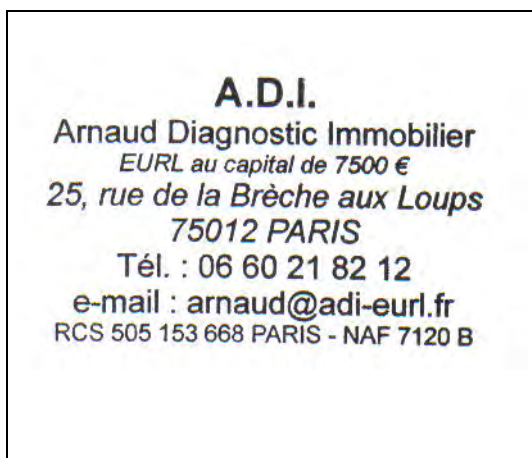 A.D.I.
Arnaud Diagnostic Immobilier
EURL au capital de 7500 €
25, rue de la Brèche aux Loups
75012 PARIS
Tél. : 06 60 21 82 12
e-mail : arnaud@adi-eurl.fr
RCS 505 153 668 PARIS - NAF 7120 B